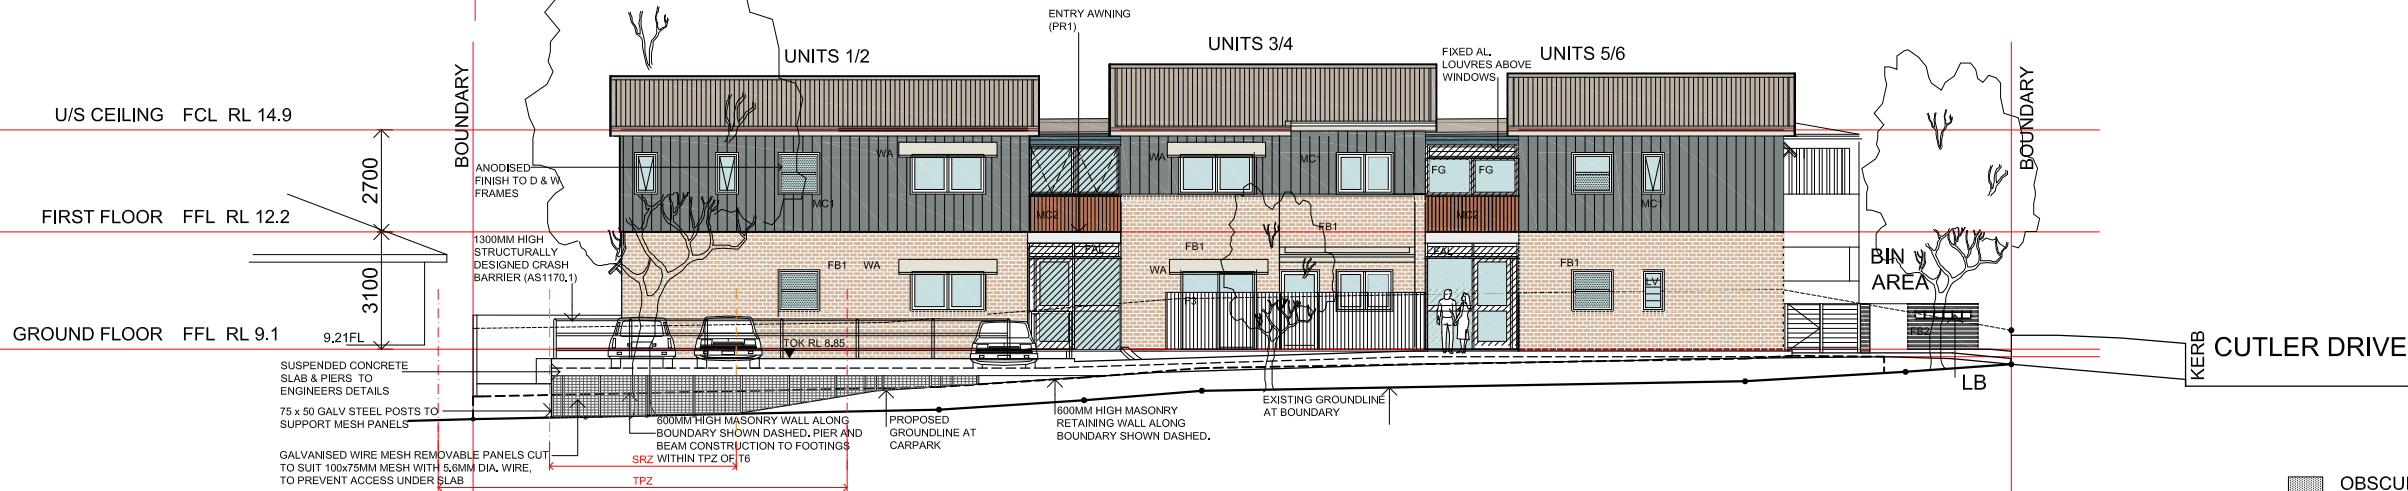 ENTRY AWNING
(PR1)
UNITS 1/2
UNITS 3/4
FIXED AL.
LOUVRES ABOVE
WINDOWS
UNITS 5/6
BOUNDARY
BOUNDARY
U/S CEILING FCL RL 14.9
2700
ANODISED
FINISH TO D & W
FRAMES
WA
WA
MC1
FG
FG
MC1
MC1
MC2
MC2
FIRST FLOOR FFL RL 12.2
1300MM HIGH
STRUCTURALLY
DESIGNED CRASH
BARRIER (AS1170.1)
3100
FB1
WA
FAL
FB1
FB1
WA
FAL
FB1
F3
LV
BIN
AREA
FB2
GROUND FLOOR FFL RL 9.1
9.21FL
TOK RL 8.85
KERB
CUTLER DRIVE
LB
SUSPENDED CONCRETE
SLAB & PIERS TO
ENGINEERS DETAILS
75 x 50 GALV STEEL POSTS TO
SUPPORT MESH PANELS
GALVANISED WIRE MESH REMOVABLE PANELS CUT
TO SUIT 100x75MM MESH WITH 5.6MM DIA. WIRE,
TO PREVENT ACCESS UNDER SLAB
600MM HIGH MASONRY WALL ALONG
BOUNDARY SHOWN DASHED. PIER AND
BEAM CONSTRUCTION TO FOOTINGS
WITHIN TPZ OF T6
SRZ
TPZ
PROPOSED
GROUNDLINE AT
CARPARK
600MM HIGH MASONRY
RETAINING WALL ALONG
BOUNDARY SHOWN DASHED.
EXISTING GROUNDLINE
AT BOUNDARY